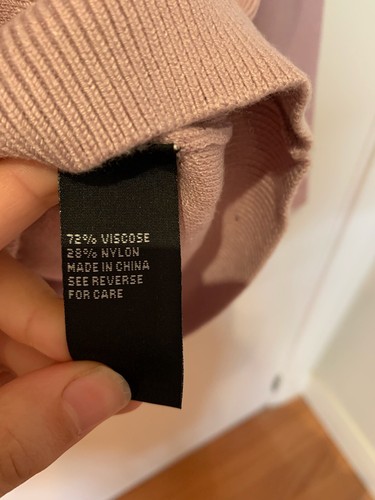 72% VISCOSE
28% NYLON
MADE IN CHINA
SEE REVERSE
FOR CARE